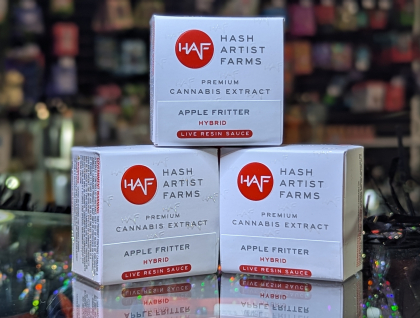 HAF
HASH
ARTIST
FARMS
PREMIUM
CANNABIS EXTRACT
APPLE FRITTER
HYBRID
LIVE RESIN SAUCE
HAF
HASH
ARTIST
FARMS
PREMIUM
CANNABIS EXTRACT
APPLE FRITTER
HYBRID
LIVE RESIN SAUCE
HAF
HASH
ARTIST
FARMS
PREMIUM
CANNABIS EXTRACT
APPLE FRITTER
HYBRID
LIVE RESIN SAUCE